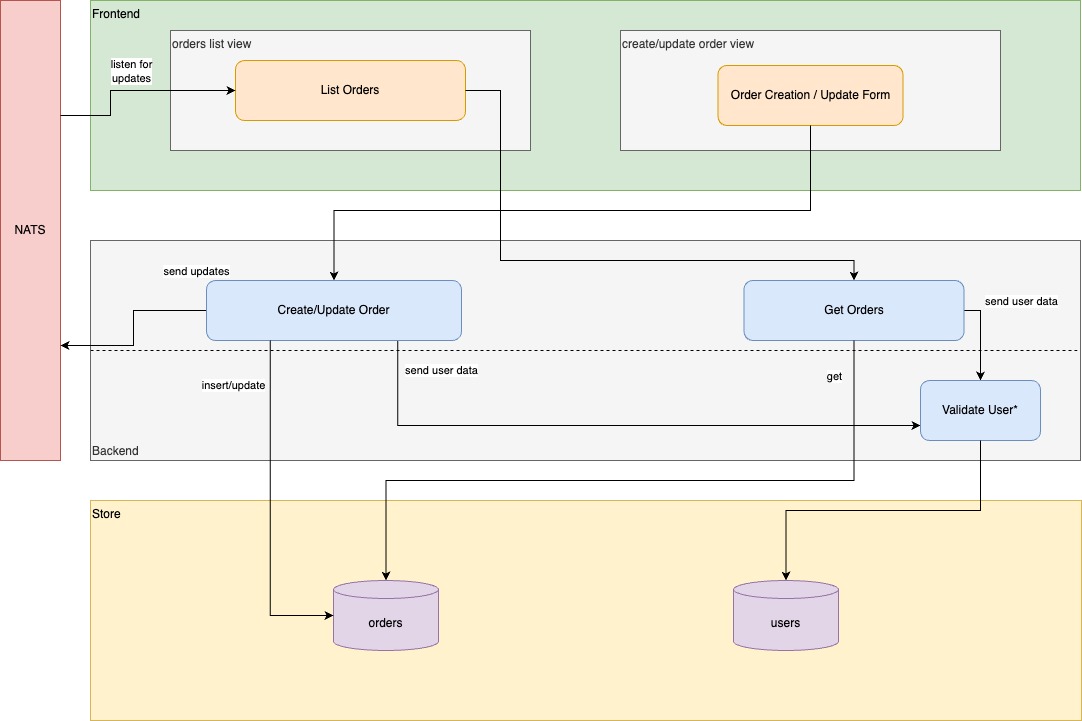 Frontend
orders list view
create/update order view
listen for
updates
List Orders
Order Creation / Update Form
NATS
send updates
Create/Update Order
Get Orders
send user data
insert/update
send user data
get
Validate User*
Backend
Store
orders
users